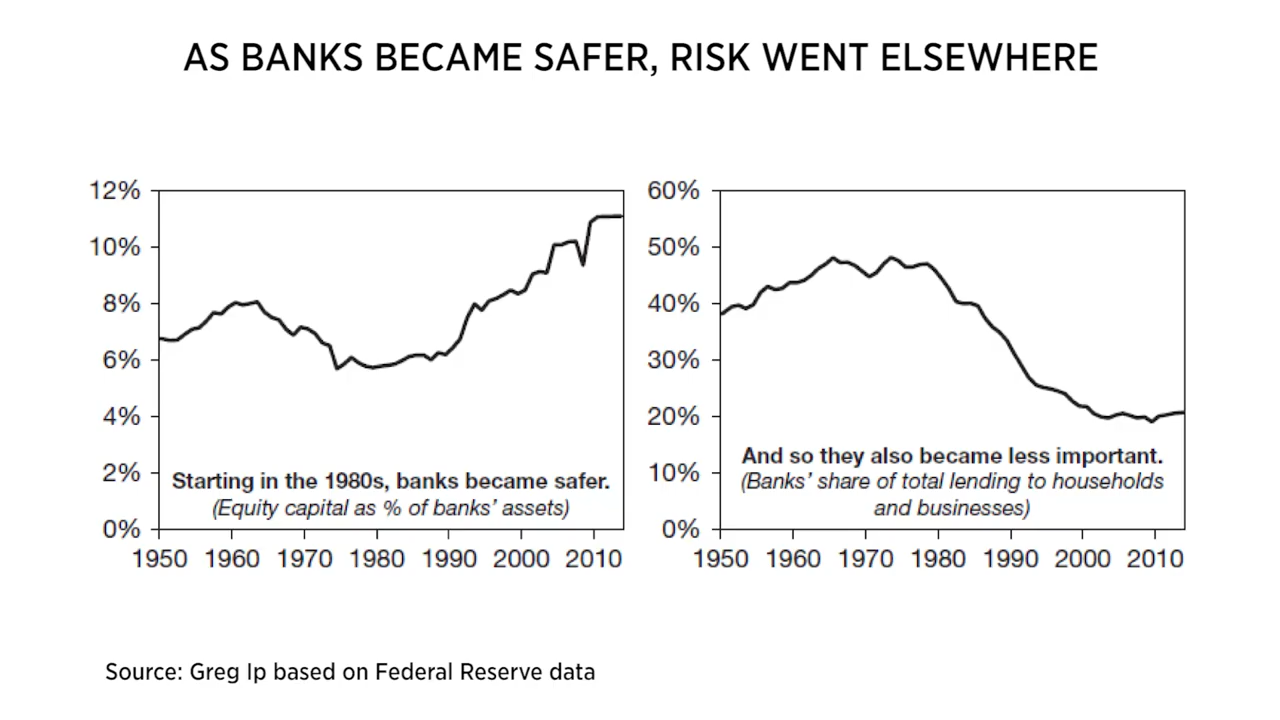 AS BANKS BECAME SAFER, RISK WENT ELSEWHERE
12%
10%
8%
6%
4%
2%
0%
Starting in the 1980s, banks became safer.
(Equity capital as % of banks' assets)
1950 1960 1970 1980 1990 2000 2010
60%
50%
40%
30%
20%
10%
0%
And so they also became less important.
(Banks' share of total lending to households
and businesses)
1950 1960 1970 1980 1990 2000 2010
Source: Greg Ip based on Federal Reserve data